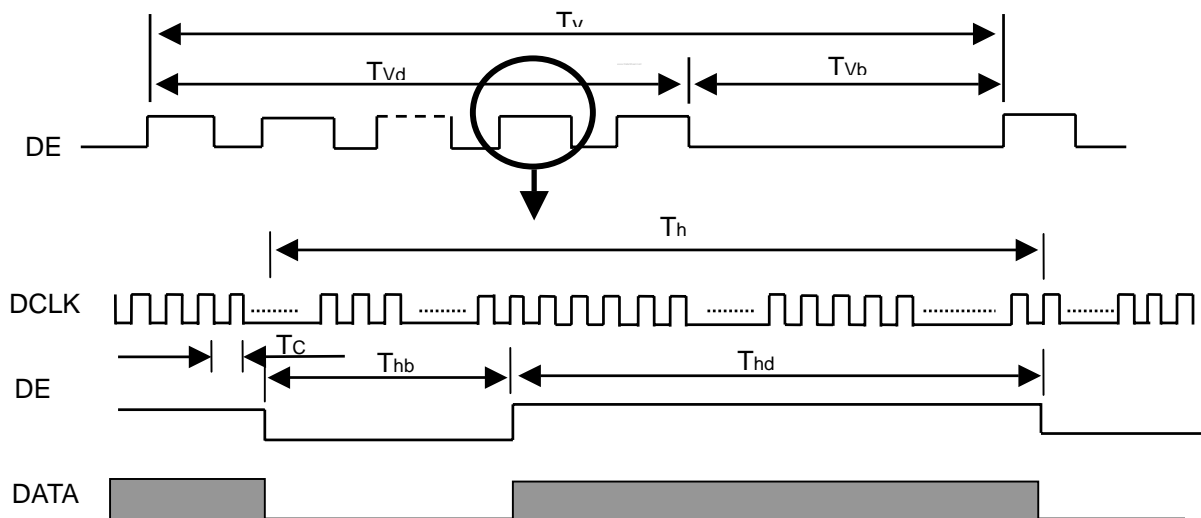 Tv
TVd
TVb
DE
Th
DCLK
TC
Thb
Thd
DE
DATA